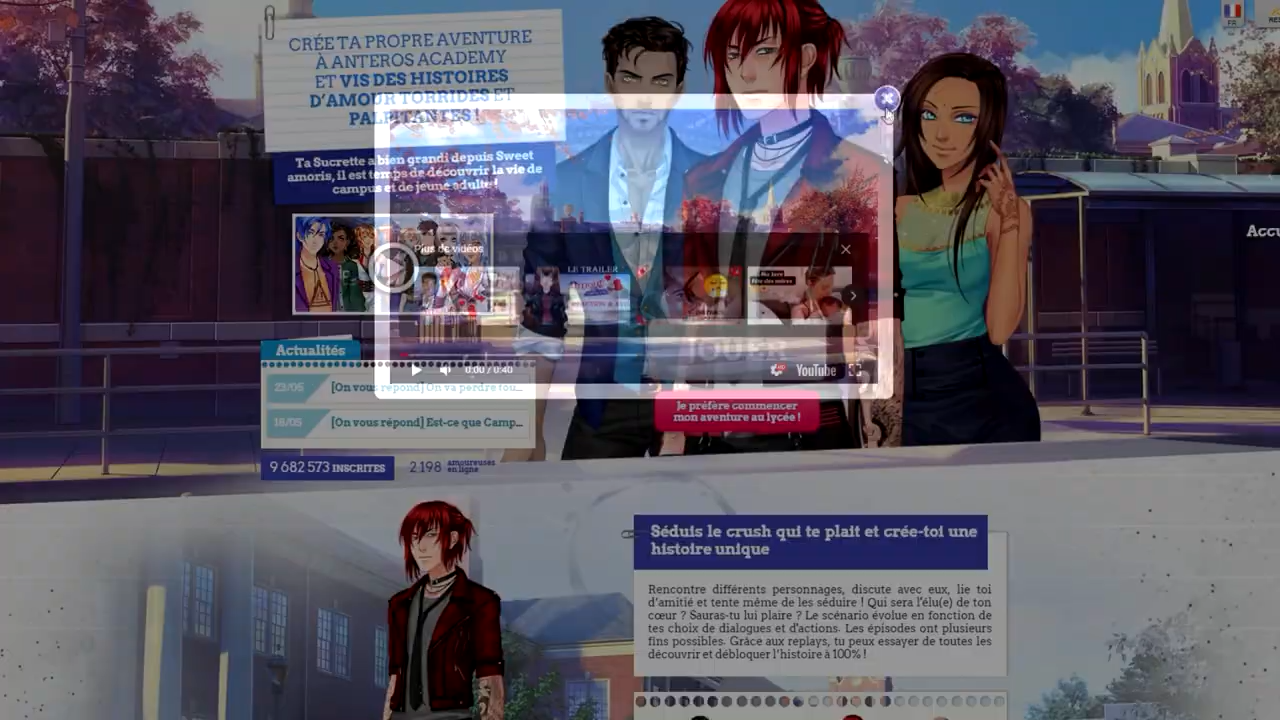 CRÉE TA PROPRE AVENTURE
À ANTEROS ACADEMY
ET VIS DES HISTOIRES
D'AMOUR TORRIDES ET
PALPITANTES !
Ta Sucrette a bien grandi depuis Sweet
amoris, il est temps de découvrir la vie de
campus et de jeune adulte !
FR
Plus de vidéos
LE TRAILER
0:00 / 0:40
YouTube
Actualités
23/05 [On vous répond] On va perdre tou...
18/05 [On vous répond] Est-ce que Camp...
Je préfère commencer
mon aventure au lycée !
9 682 573 INSCRITES
2 198 amoureuses
en ligne
Séduis le crush qui te plait et crée-toi une
histoire unique
Rencontre différents personnages, discute avec eux, lie toi
d'amitié et tente même de les séduire ! Qui sera l'élu(e) de ton
cœur ? Sauras-tu lui plaire ? Le scénario évolue en fonction de
tes choix de dialogues et d'actions. Les épisodes ont plusieurs
fins possibles. Grâce aux replays, tu peux essayer de toutes les
découvrir et débloquer l'histoire à 100% !